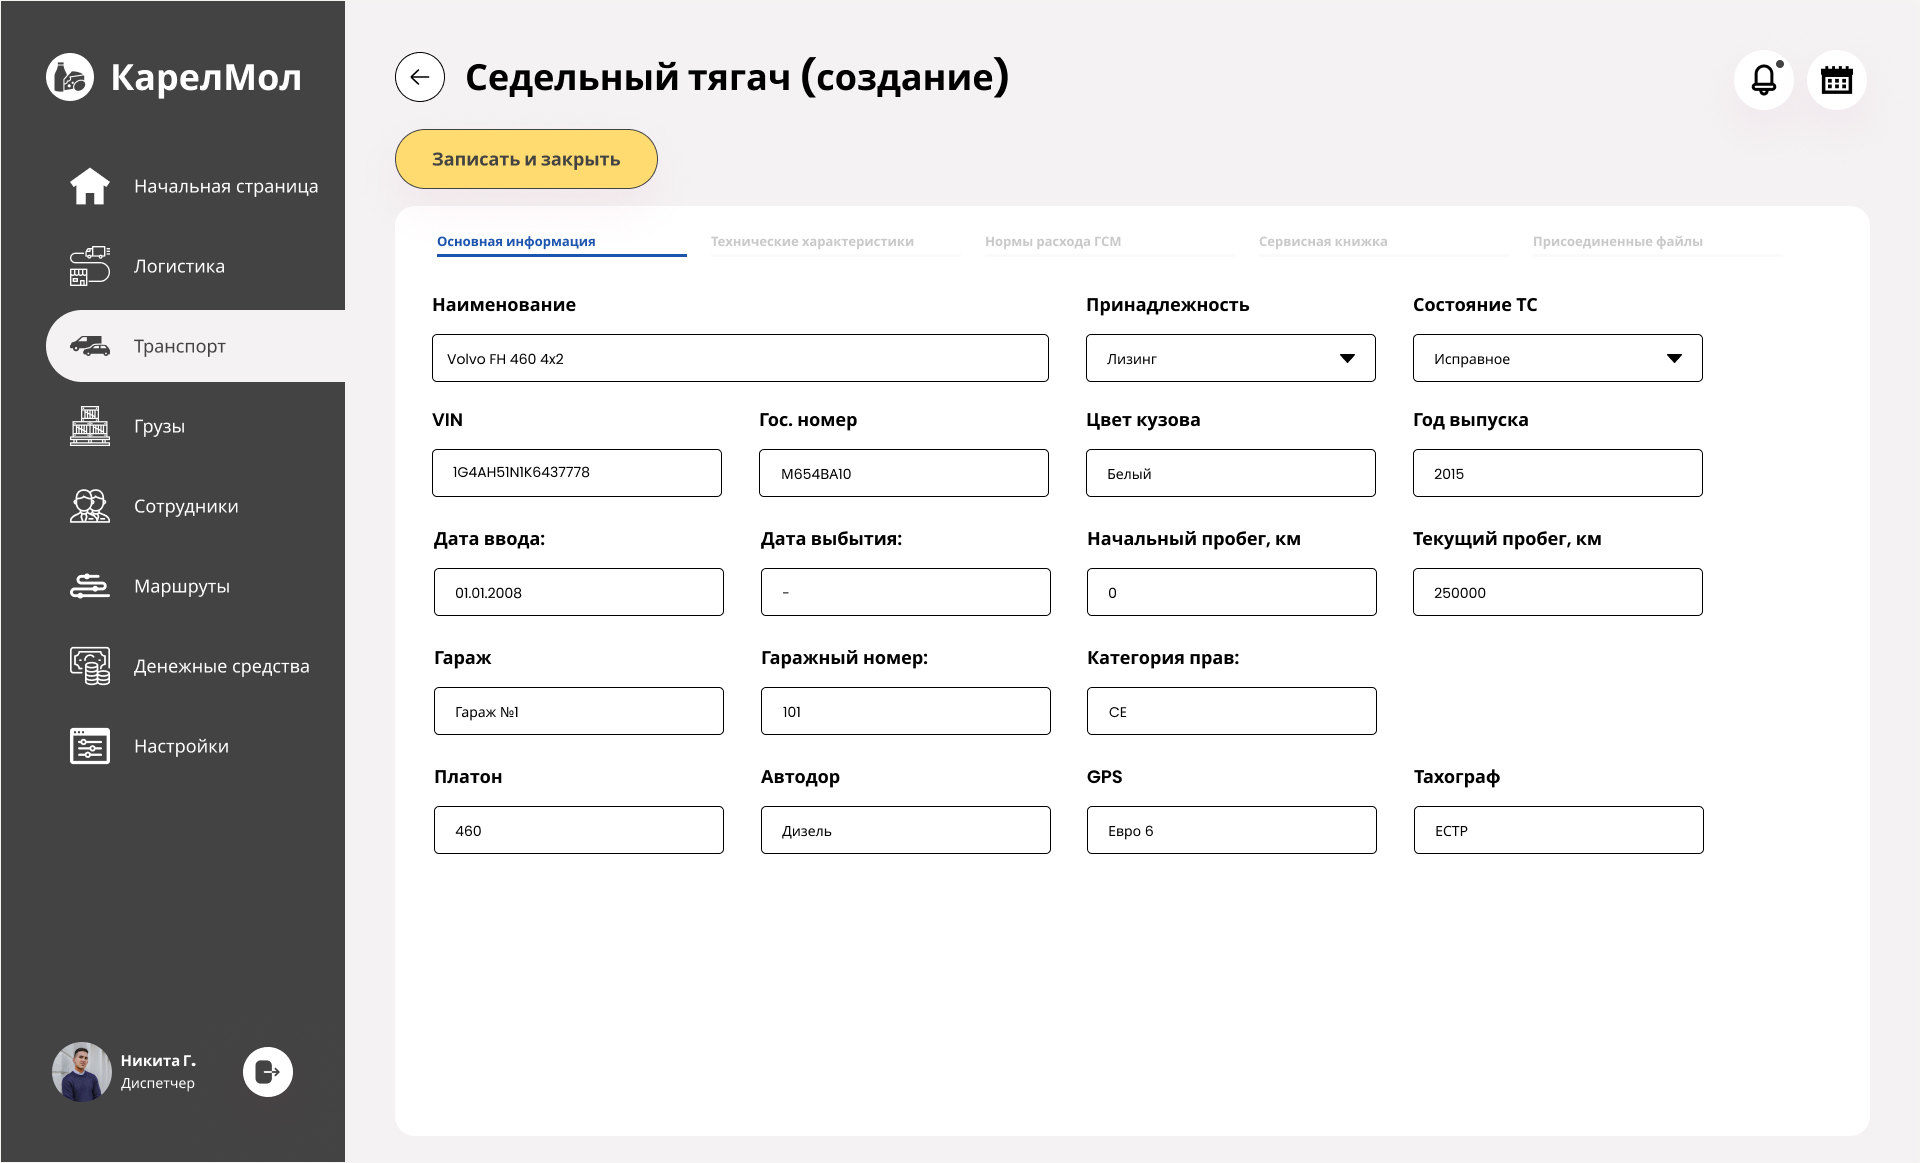 КарелМол
Начальная страница
Логистика
Транспорт
Грузы
Сотрудники
Маршруты
Денежные средства
Настройки
Никита Г.
Диспетчер
Седельный тягач (создание)
Записать и закрыть
Основная информация Технические характеристики Нормы расхода ГСМ Сервисная книжка Присоединенные файлы
Наименование Принадлежность Состояние ТС
Volvo FH 460 4x2 Лизинг Исправное
VIN Гос. номер Цвет кузова Год выпуска
1G4AH51N1K6437778 М654ВА10 Белый 2015
Дата ввода: Дата выбытия: Начальный пробег, км Текущий пробег, км
01.01.2008 - 0 250000
Гараж Гаражный номер: Категория прав:
Гараж №1 101 CE
Платон Автодор GPS Тахограф
460 Дизель Евро 6 ЕСТР